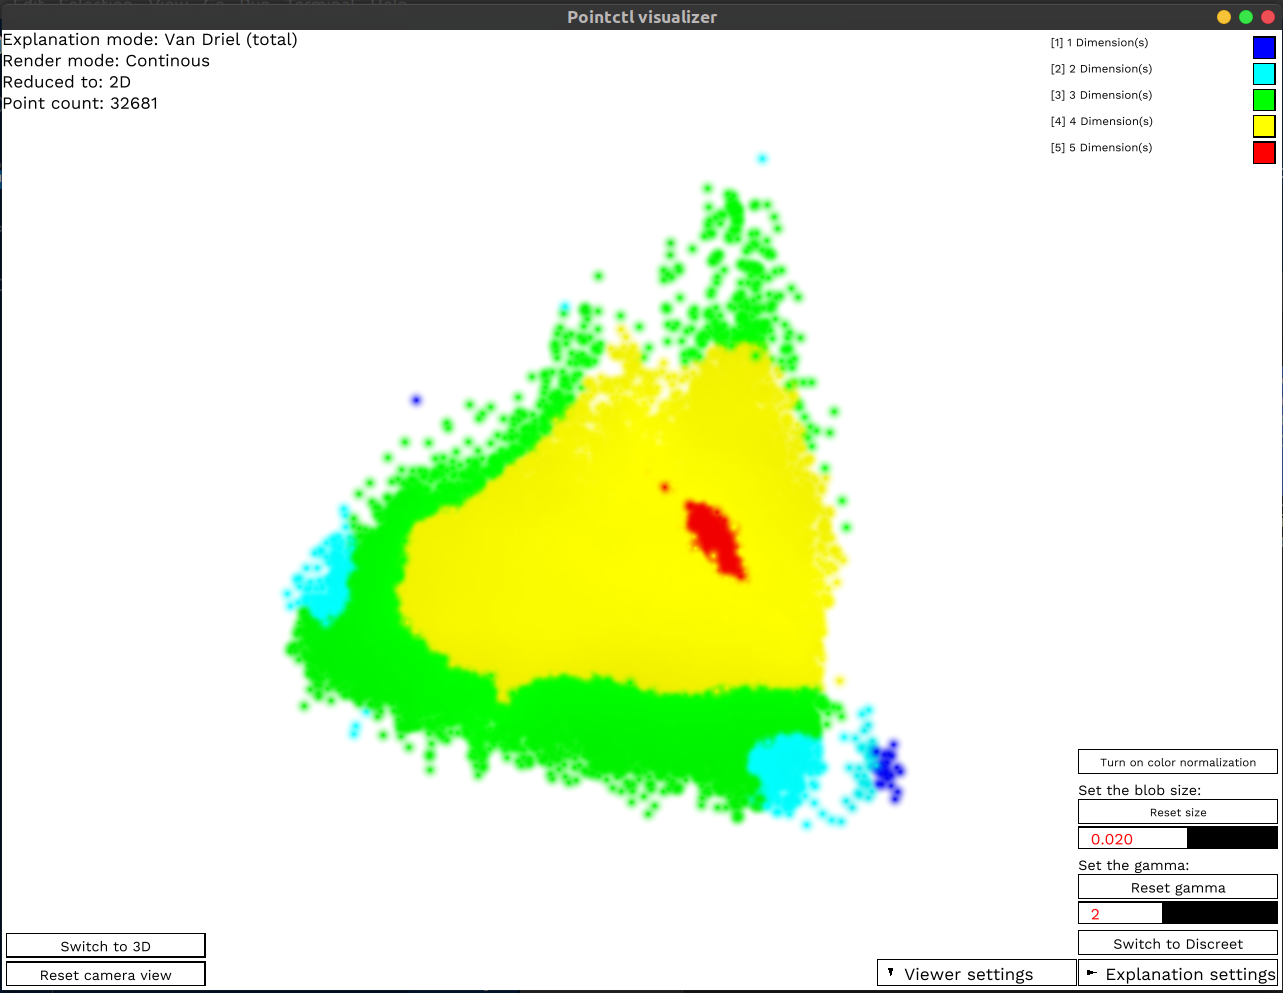 Pointctl visualizer
Explanation mode: Van Driel (total)
Render mode: Continous
Reduced to: 2D
Point count: 32681
[1] 1 Dimension(s)
[2] 2 Dimension(s)
[3] 3 Dimension(s)
[4] 4 Dimension(s)
[5] 5 Dimension(s)
Turn on color normalization
Set the blob size:
Reset size
0.020
Set the gamma:
Reset gamma
2
Switch to Discreet
Switch to 3D
Reset camera view
Viewer settings
Explanation settings